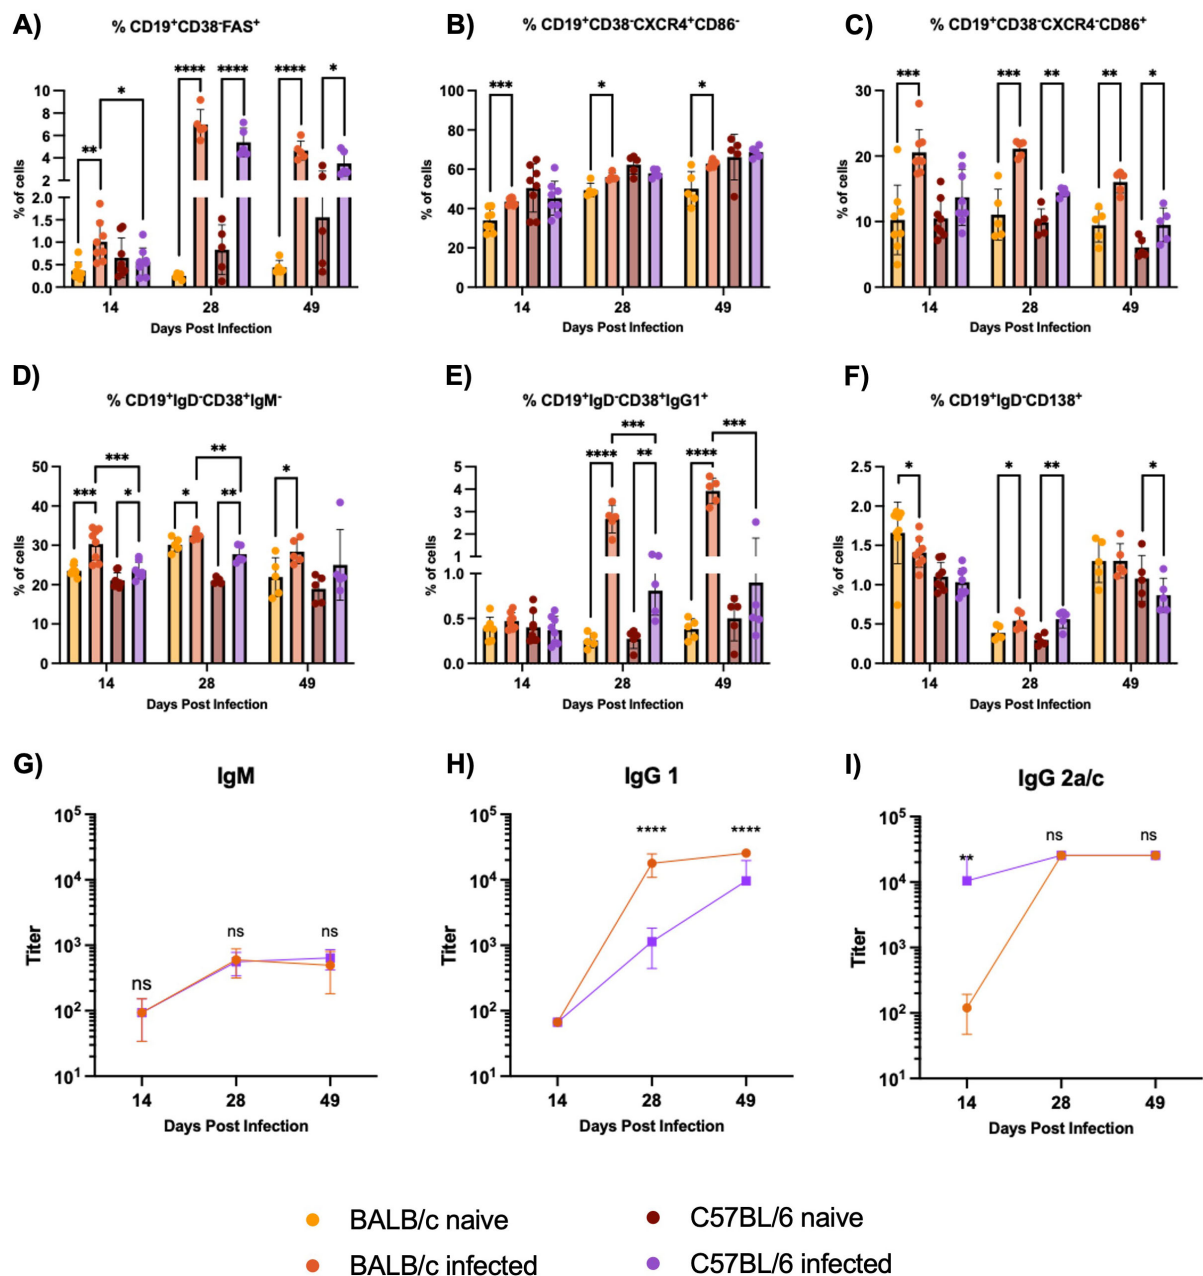 A)
% CD19⁺CD38⁻FAS⁺
**
*
****
****
****
*
% of cells
10
8
6
4
2
2.0
1.5
1.0
0.5
0.0
14
28
49
Days Post Infection
B)
% CD19⁺CD38⁻CXCR4⁺CD86⁻
***
*
*
% of cells
100
80
60
40
20
0
14
28
49
Days Post Infection
C)
% CD19⁺CD38⁻CXCR4⁻CD86⁺
***
***
**
**
*
% of cells
30
20
10
0
14
28
49
Days Post Infection
D)
% CD19⁺IgD⁻CD38⁺IgM⁻
***
***
*
*
**
**
*
% of cells
50
40
30
20
10
0
14
28
49
Days Post Infection
E)
% CD19⁺IgD⁻CD38⁺IgG1⁺
****
***
**
****
***
% of cells
5
4
3
2
1
1.0
0.5
0.0
14
28
49
Days Post Infection
F)
% CD19⁺IgD⁻CD138⁺
*
*
**
*
% of cells
2.5
2.0
1.5
1.0
0.5
0.0
14
28
49
Days Post Infection
G)
IgM
Titer
10⁵
10⁴
10³
10²
10¹
ns
ns
ns
14
28
49
Days Post Infection
H)
IgG 1
Titer
10⁵
10⁴
10³
10²
10¹
****
****
14
28
49
Days Post Infection
I)
IgG 2a/c
Titer
10⁵
10⁴
10³
10²
10¹
**
ns
ns
14
28
49
Days Post Infection
BALB/c naive
C57BL/6 naive
BALB/c infected
C57BL/6 infected